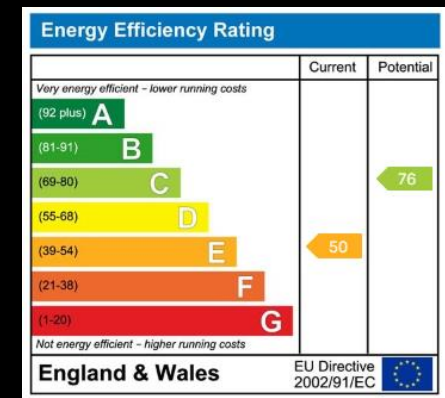 Energy Efficiency Rating
Current Potential
Very energy efficient – lower running costs
(92 plus) A
(81-91) B
(69-80) C
76
(55-68) D
(39-54) E
50
(21-38) F
(1-20) G
Not energy efficient – higher running costs
England & Wales
EU Directive
2002/91/EC